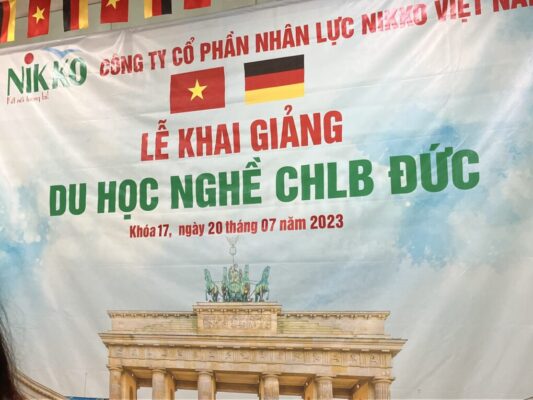 NIKKO
CÔNG TY CỔ PHẦN NHÂN LỰC NIKKO VIỆT NA
LỄ KHAI GIẢNG
DU HỌC NGHỀ CHLB ĐỨC
Khóa 17, ngày 20 tháng 07 năm 2023